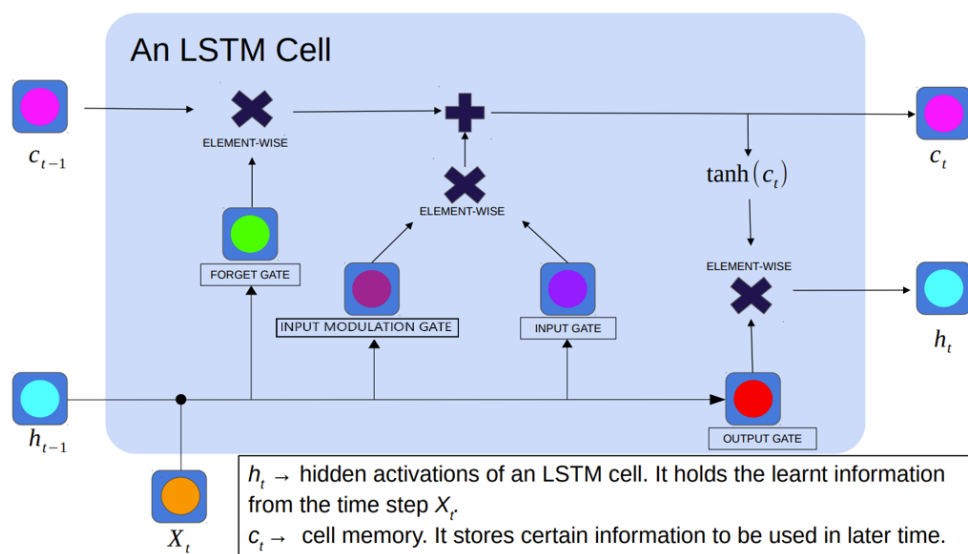 An LSTM Cell
c_{t−1}
ELEMENT-WISE
c_t
tanh(c_t)
ELEMENT-WISE
FORGET GATE
ELEMENT-WISE
INPUT MODULATION GATE
INPUT GATE
h_t
h_{t−1}
OUTPUT GATE
X_t
h_t → hidden activations of an LSTM cell. It holds the learnt information
from the time step X_t.
c_t → cell memory. It stores certain information to be used in later time.